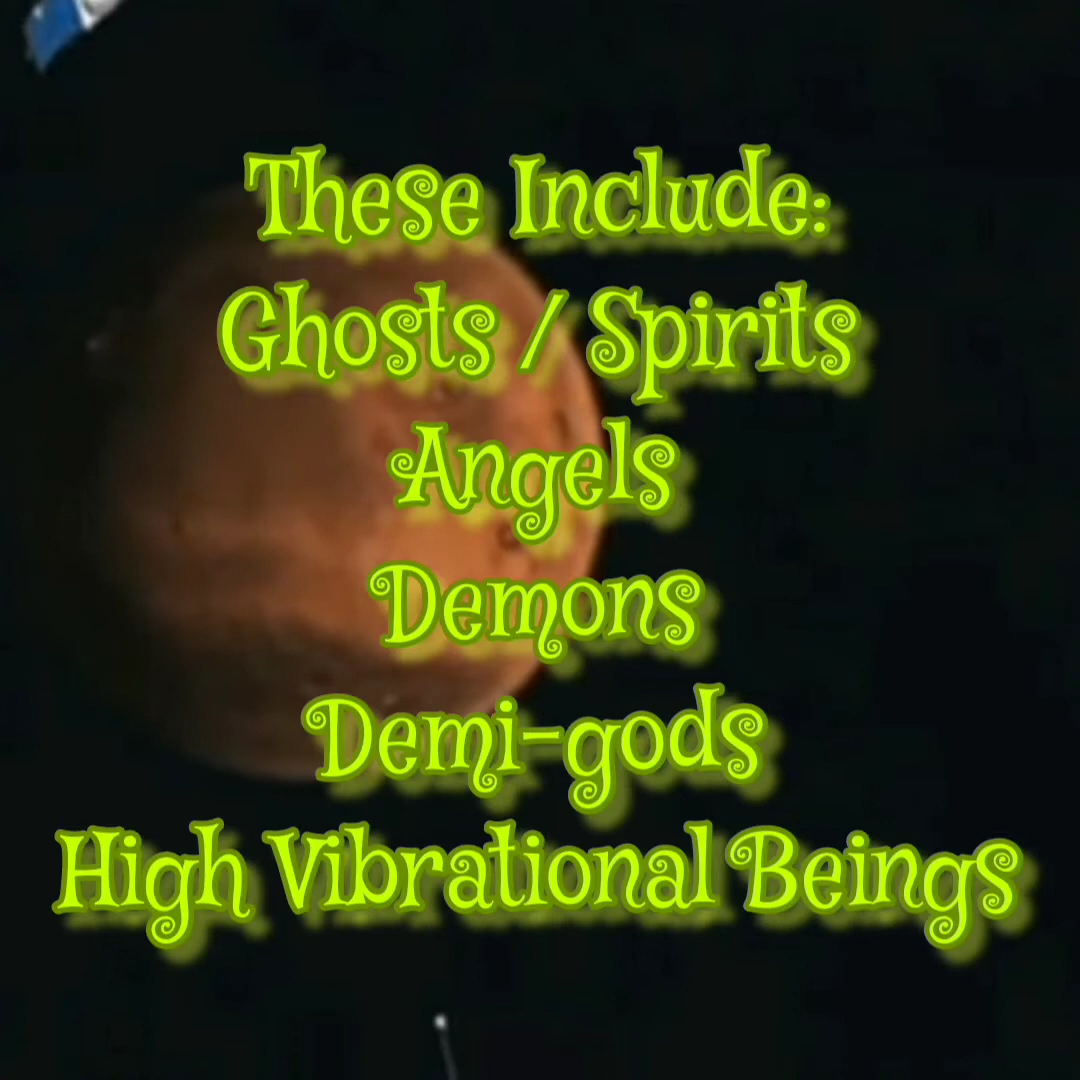 These Include:
Ghosts / Spirits
Angels
Demons
Demi-gods
High Vibrational Beings